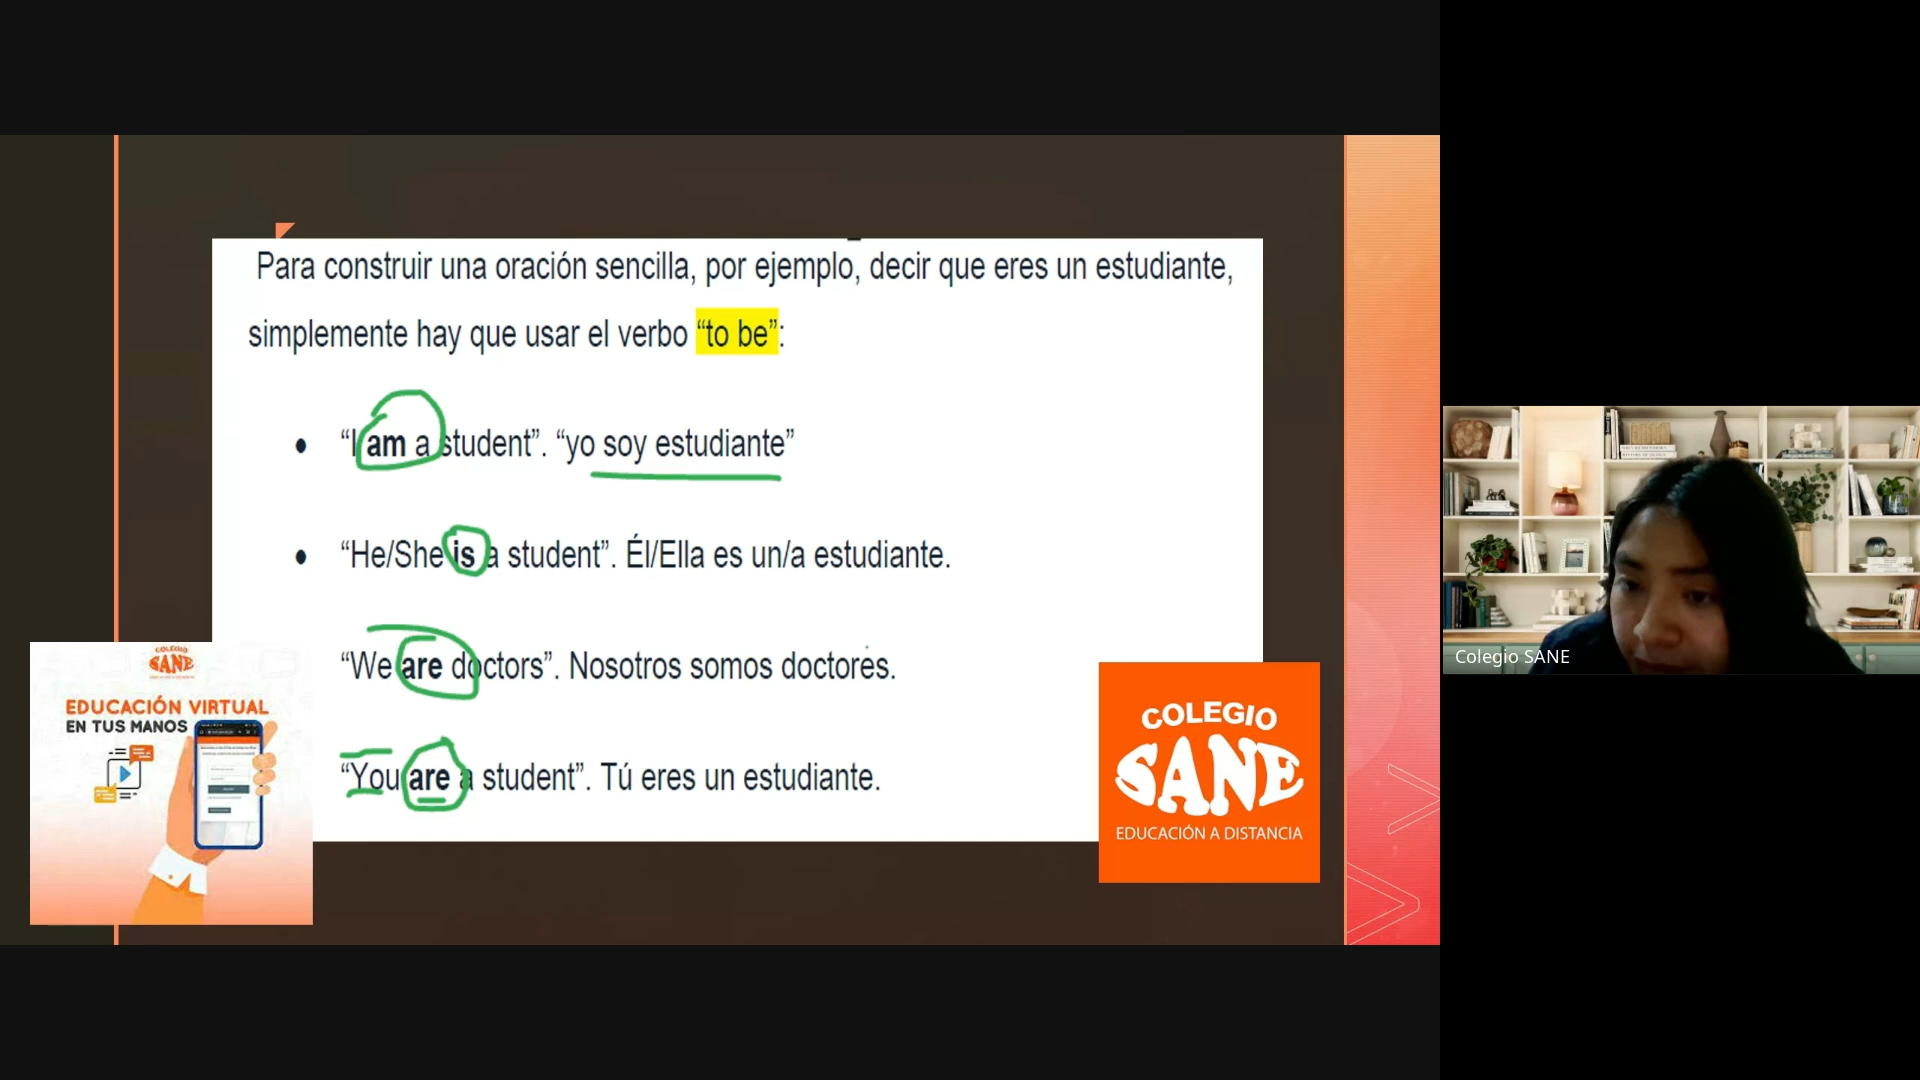 Para construir una oración sencilla, por ejemplo, decir que eres un estudiante,
simplemente hay que usar el verbo “to be”:
“I am a student”. “yo soy estudiante”
“He/She is a student”. Él/Ella es un/a estudiante.
“We are doctors”. Nosotros somos doctores.
“You are a student”. Tú eres un estudiante.
COLEGIO
SANE
EDUCACIÓN VIRTUAL
EN TUS MANOS
COLEGIO
SANE
EDUCACIÓN A DISTANCIA
Colegio SANE